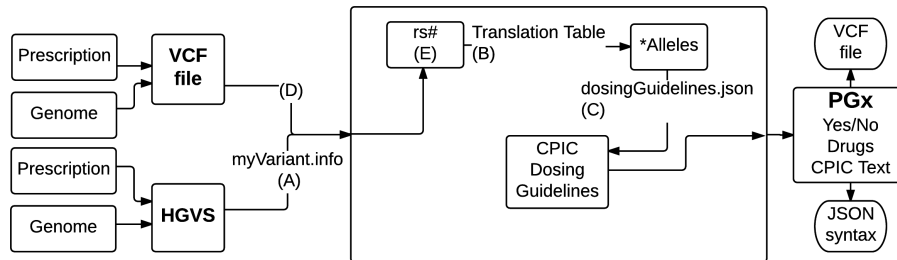 Prescription
Genome
VCF
file
(D)
Prescription
Genome
HGVS
myVariant.info
(A)
rs#
(E)
Translation Table
(B)
*Alleles
dosingGuidelines.json
(C)
CPIC
Dosing
Guidelines
VCF
file
PGx
Yes/No
Drugs
CPIC Text
JSON
syntax